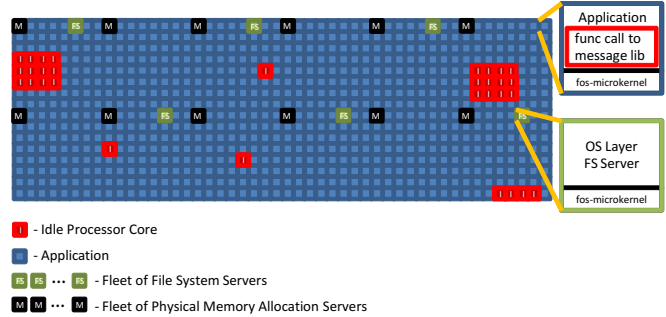 M FS M M FS M M FS M
I I I I
I I I I I I I I I
I I I I I I I I
I I I I
M M FS M M FS M M FS
I
I
I I I I
Application
func call to
message lib
fos-microkernel
OS Layer
FS Server
fos-microkernel
I - Idle Processor Core
- Application
FS FS ••• FS - Fleet of File System Servers
M M ••• M - Fleet of Physical Memory Allocation Servers